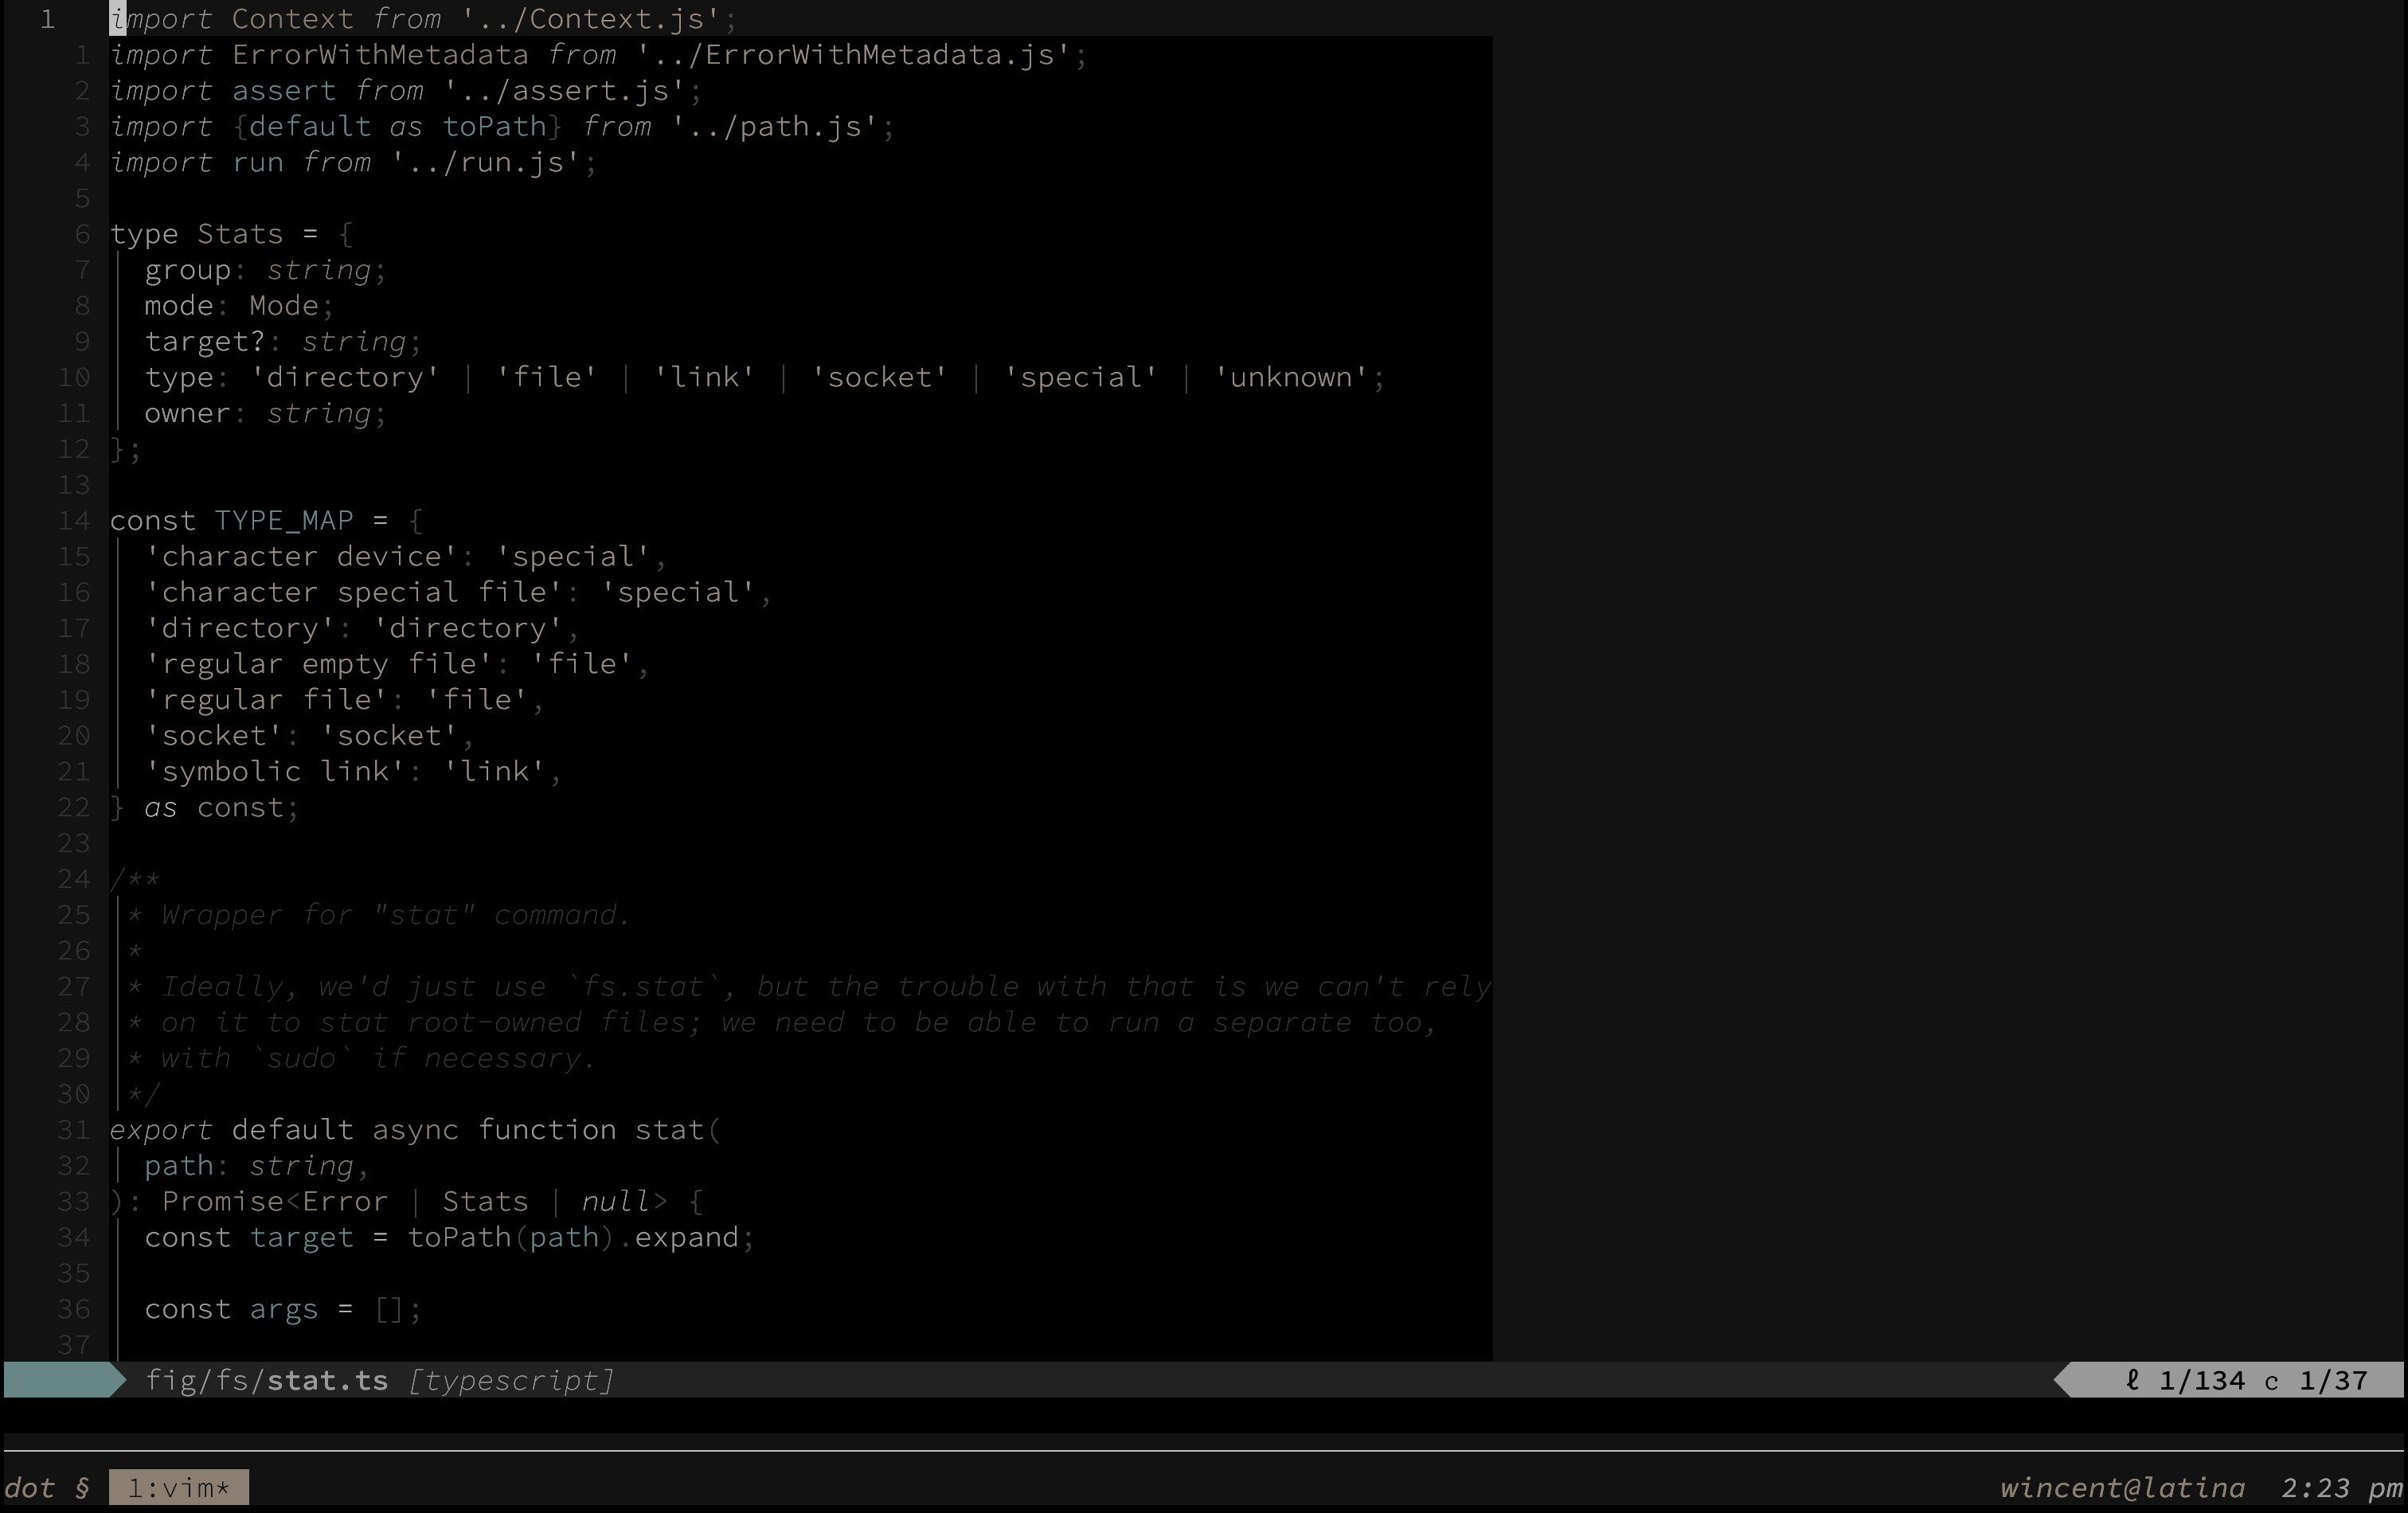 1 import Context from '../Context.js';
1 import ErrorWithMetadata from '../ErrorWithMetadata.js';
2 import assert from '../assert.js';
3 import {default as toPath} from '../path.js';
4 import run from '../run.js';
5
6 type Stats = {
7   group: string;
8   mode: Mode;
9   target?: string;
10   type: 'directory' | 'file' | 'link' | 'socket' | 'special' | 'unknown';
11   owner: string;
12 };
13
14 const TYPE_MAP = {
15   'character device': 'special',
16   'character special file': 'special',
17   'directory': 'directory',
18   'regular empty file': 'file',
19   'regular file': 'file',
20   'socket': 'socket',
21   'symbolic link': 'link',
22 } as const;
23
24 /**
25  * Wrapper for "stat" command.
26  *
27  * Ideally, we'd just use `fs.stat`, but the trouble with that is we can't rely
28  * on it to stat root-owned files; we need to be able to run a separate too,
29  * with `sudo` if necessary.
30  */
31 export default async function stat(
32   path: string,
33 ): Promise<Error | Stats | null> {
34   const target = toPath(path).expand;
35
36   const args = [];
37
fig/fs/stat.ts [typescript] ℓ 1/134 c 1/37
dot § 1:vim* wincent@latina 2:23 pm